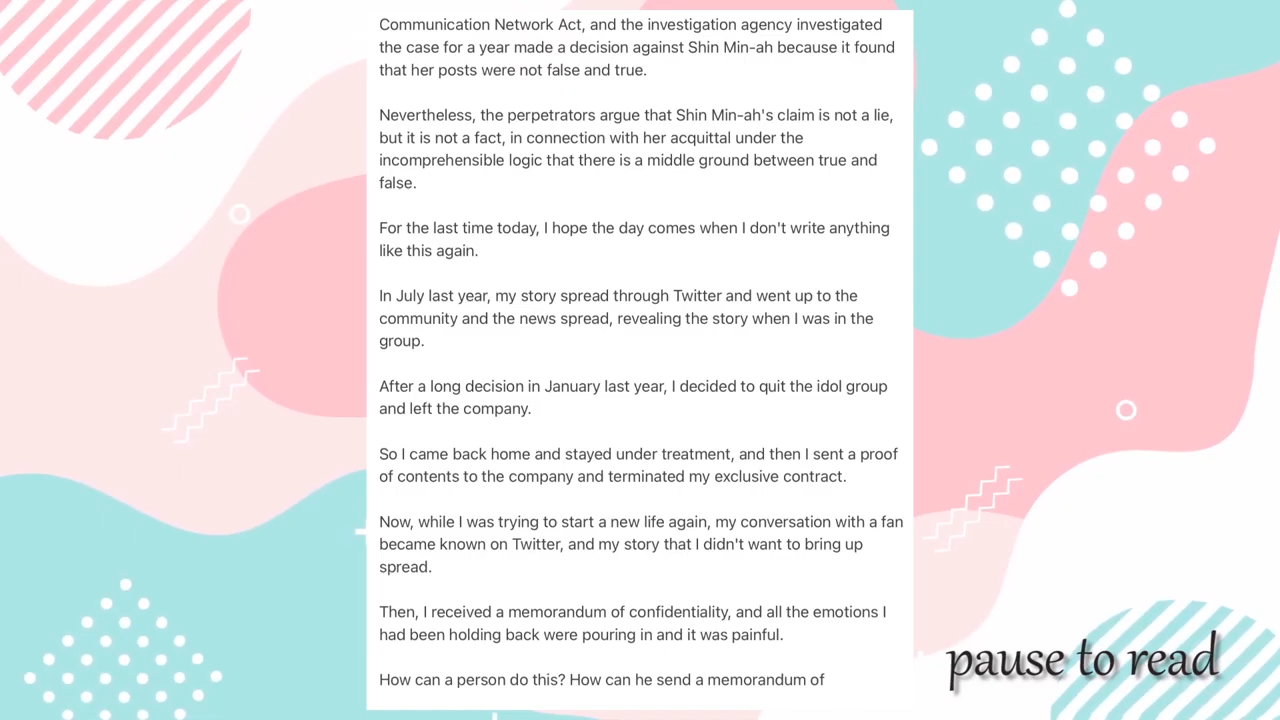 Communication Network Act, and the investigation agency investigated
the case for a year made a decision against Shin Min-ah because it found
that her posts were not false and true.
Nevertheless, the perpetrators argue that Shin Min-ah's claim is not a lie,
but it is not a fact, in connection with her acquittal under the
incomprehensible logic that there is a middle ground between true and
false.
For the last time today, I hope the day comes when I don't write anything
like this again.
In July last year, my story spread through Twitter and went up to the
community and the news spread, revealing the story when I was in the
group.
After a long decision in January last year, I decided to quit the idol group
and left the company.
So I came back home and stayed under treatment, and then I sent a proof
of contents to the company and terminated my exclusive contract.
Now, while I was trying to start a new life again, my conversation with a fan
became known on Twitter, and my story that I didn't want to bring up
spread.
Then, I received a memorandum of confidentiality, and all the emotions I
had been holding back were pouring in and it was painful.
How can a person do this? How can he send a memorandum of
pause to read